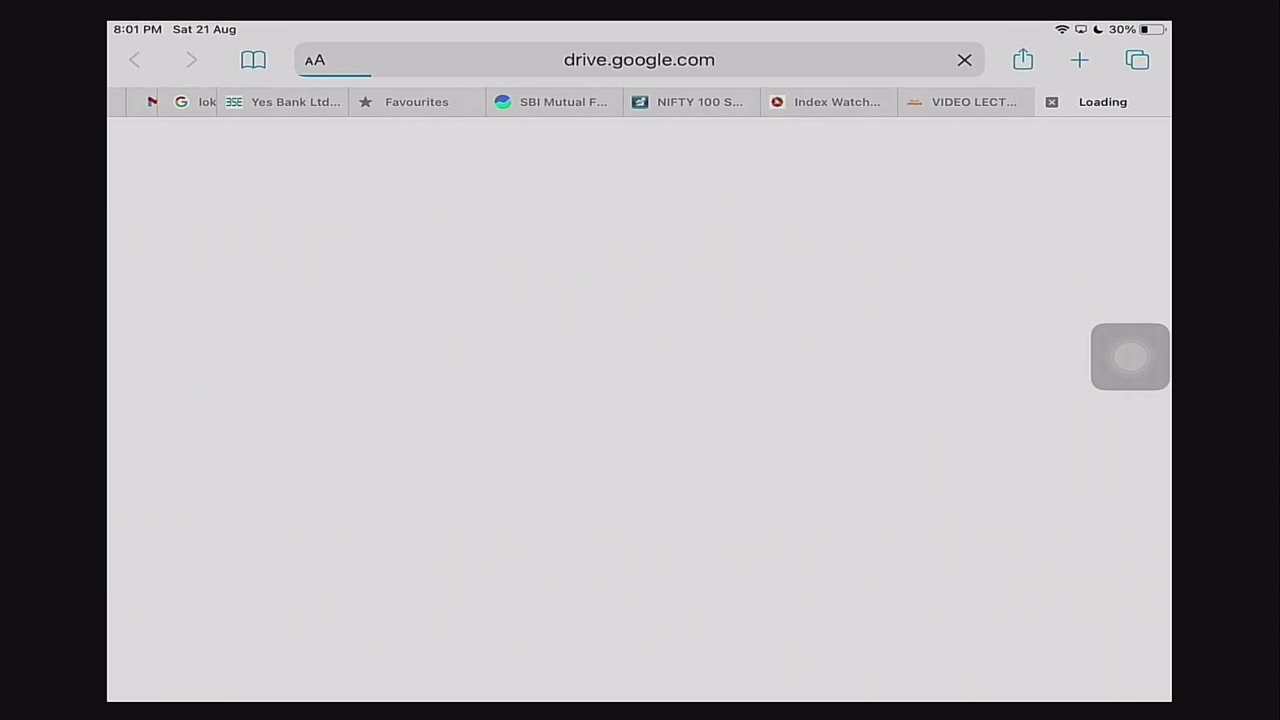 8:01 PM Sat 21 Aug
30%
AA
drive.google.com
lok
BSE Yes Bank Ltd...
Favourites
SBI Mutual F...
NIFTY 100 S...
Index Watch...
VIDEO LECT...
Loading